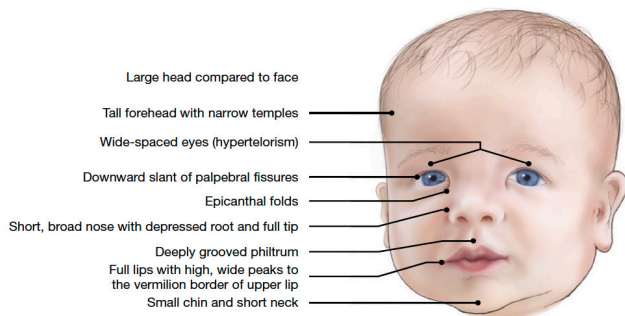 Large head compared to face
Tall forehead with narrow temples
Wide-spaced eyes (hypertelorism)
Downward slant of palpebral fissures
Epicanthal folds
Short, broad nose with depressed root and full tip
Deeply grooved philtrum
Full lips with high, wide peaks to
the vermilion border of upper lip
Small chin and short neck